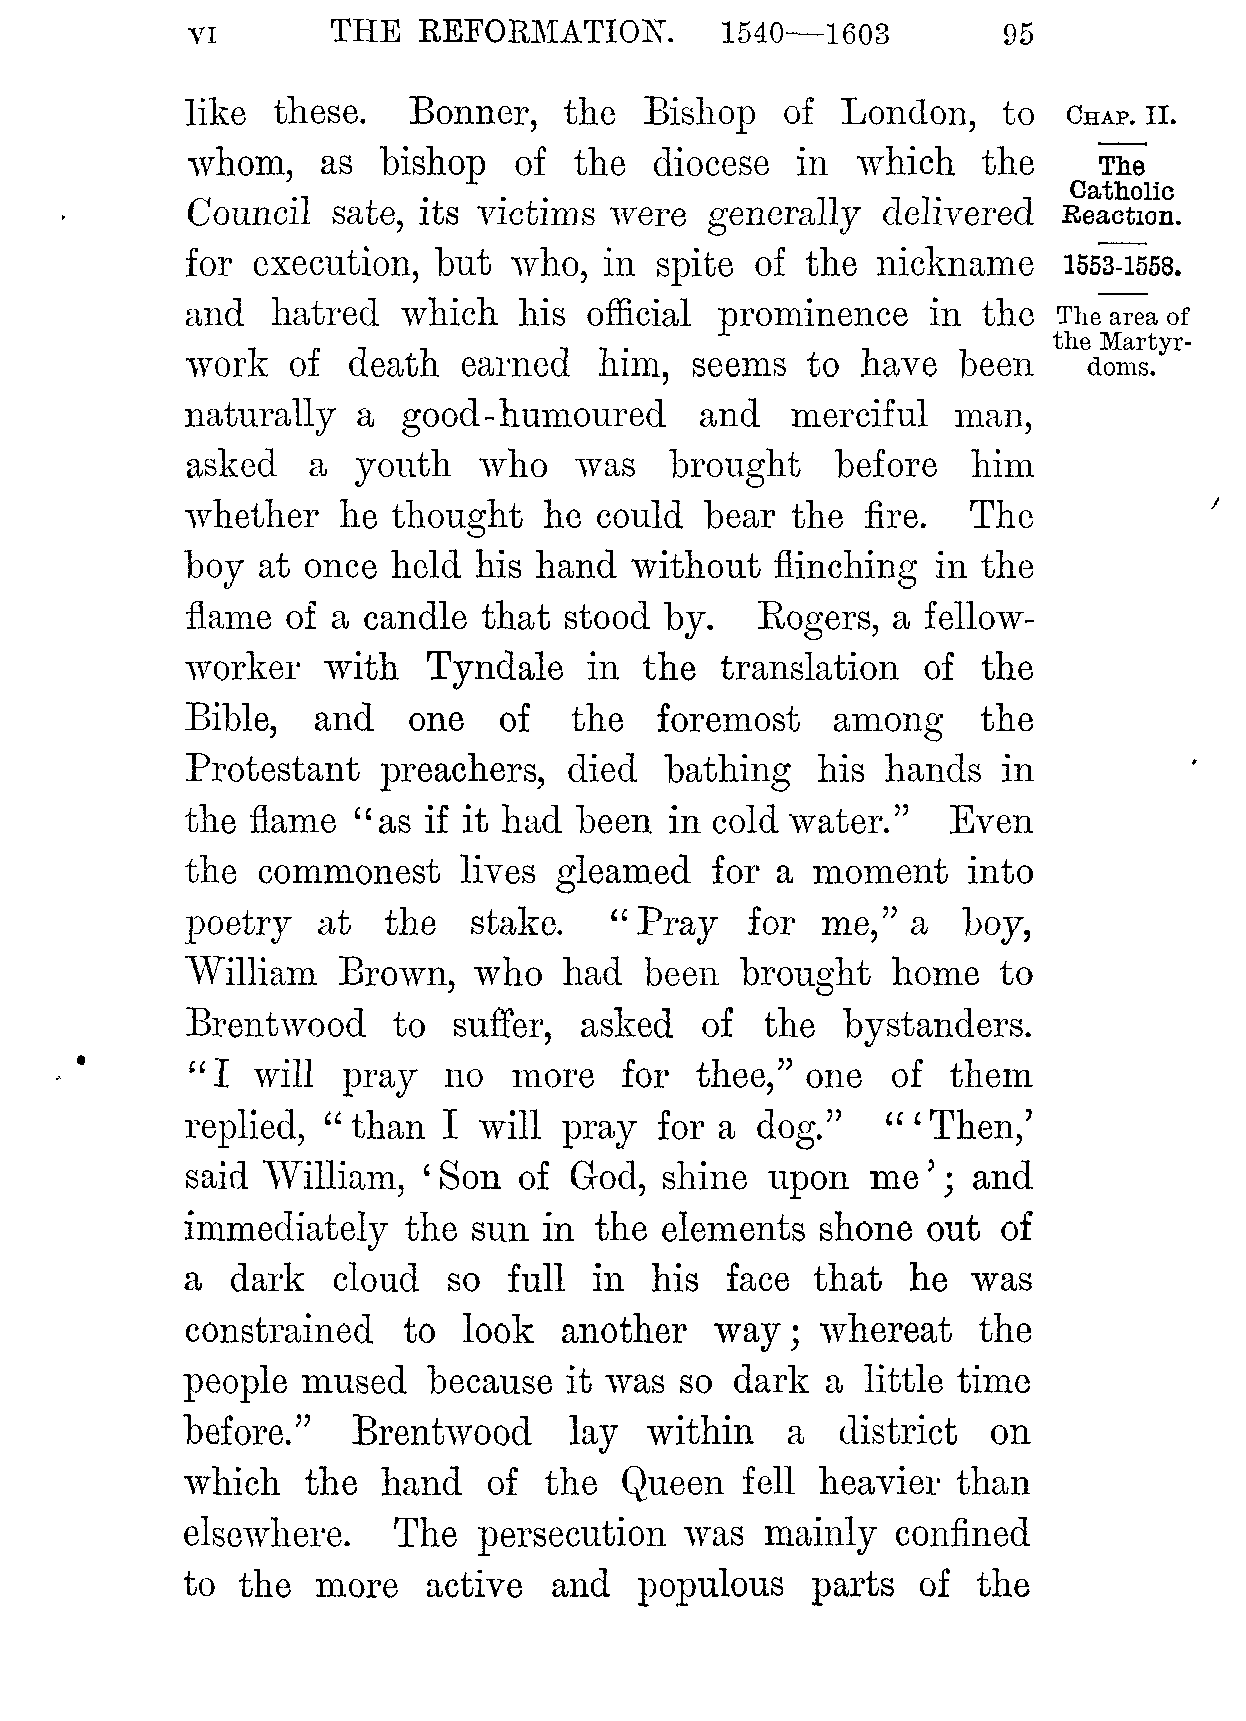 VI THE REFORMATION. 1540—1603 95
like these. Bonner, the Bishop of London, to
whom, as bishop of the diocese in which the
Council sate, its victims were generally delivered
for execution, but who, in spite of the nickname
and hatred which his official prominence in the
work of death earned him, seems to have been
naturally a good-humoured and merciful man,
asked a youth who was brought before him
whether he thought he could bear the fire. The
boy at once held his hand without flinching in the
flame of a candle that stood by. Rogers, a fellow-
worker with Tyndale in the translation of the
Bible, and one of the foremost among the
Protestant preachers, died bathing his hands in
the flame “as if it had been in cold water.” Even
the commonest lives gleamed for a moment into
poetry at the stake. “Pray for me,” a boy,
William Brown, who had been brought home to
Brentwood to suffer, asked of the bystanders.
“I will pray no more for thee,” one of them
replied, “than I will pray for a dog.” “‘Then,’
said William, ‘Son of God, shine upon me’; and
immediately the sun in the elements shone out of
a dark cloud so full in his face that he was
constrained to look another way; whereat the
people mused because it was so dark a little time
before.” Brentwood lay within a district on
which the hand of the Queen fell heavier than
elsewhere. The persecution was mainly confined
to the more active and populous parts of the
CHAP. II.
The
Catholic
Reaction.
1553-1558.
The area of
the Martyr-
doms.